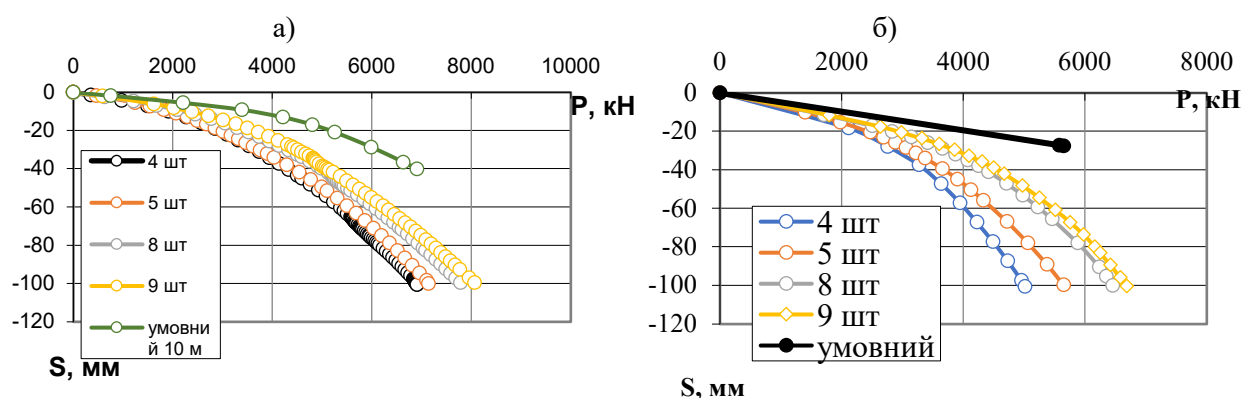 а)
0 2000 4000 6000 8000 10000
0
-20
-40
-60
-80
-100
-120
P, кН
4 шт
5 шт
8 шт
9 шт
умовни
й 10 м
S, мм
б)
0 2000 4000 6000 8000
0
-20
-40
-60
-80
-100
-120
P, кН
4 шт
5 шт
8 шт
9 шт
умовний
S, мм